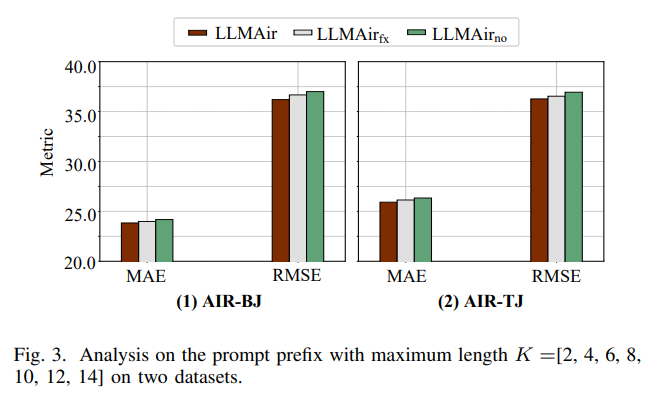 LLMAir LLMAirfx LLMAirno
40.0
35.0
30.0
25.0
20.0
Metric
MAE RMSE MAE RMSE
(1) AIR-BJ (2) AIR-TJ
Fig. 3. Analysis on the prompt prefix with maximum length K =[2, 4, 6, 8,
10, 12, 14] on two datasets.